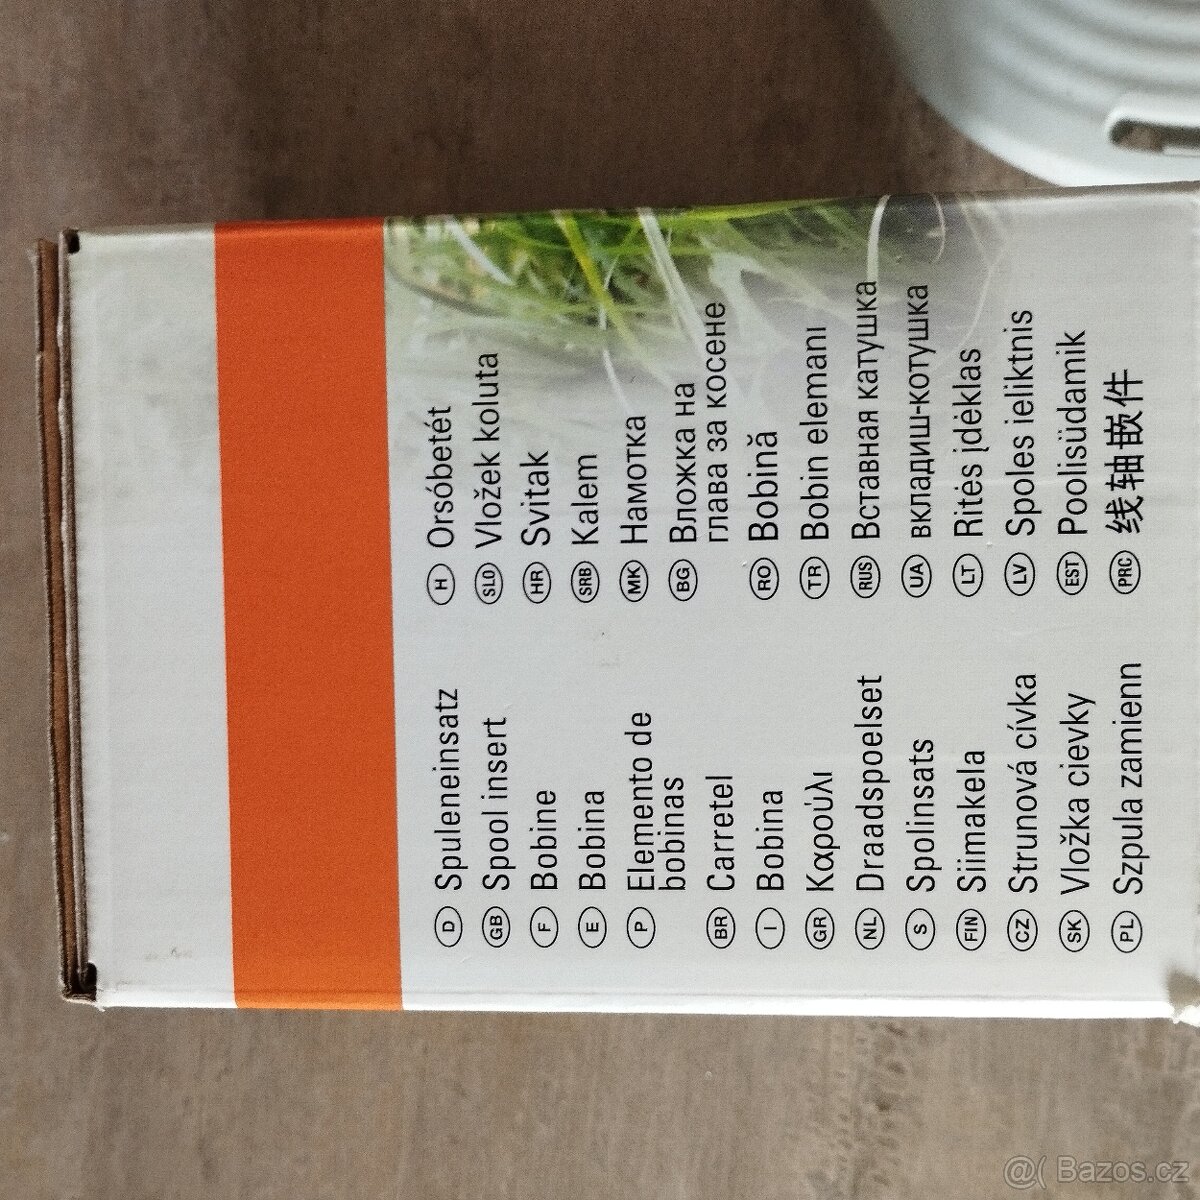 D Spuleneinsatz
GB Spool insert
F Bobine
E Bobina
P Elemento de
bobinas
BR Carretel
I Bobina
GR Καρούλι
NL Draadspoelset
S Spolinsats
FIN Siimakela
CZ Strunová cívka
SK Vložka cievky
PL Szpula zamienn
H Orsóbetét
SLO Vložek koluta
HR Svitak
SRB Kalem
MK Намотка
BG Вложка на
глава за косене
RO Bobină
TR Bobin elemanı
RUS Вставная катушка
UA вкладиш-котушка
LT Ritės įdėklas
LV Spoles ieliktnis
EST Poolisüdamik
PRC 线轴嵌件
@( Bazos.cz